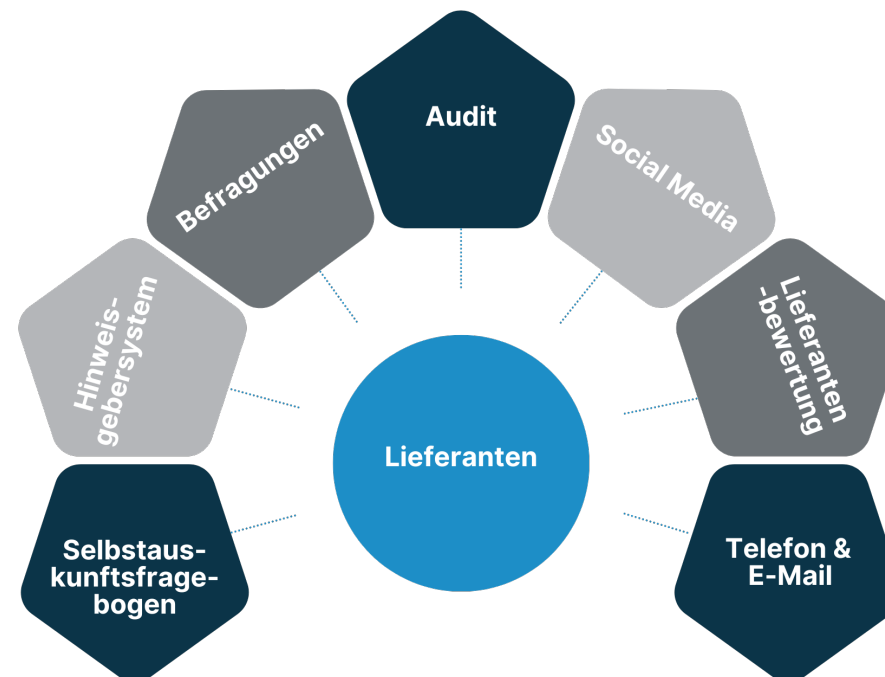 Audit
Befragungen
Social Media
Hinweis-
gebersystem
Lieferanten
-bewertung
Lieferanten
Selbstaus-
kunftsfrage-
bogen
Telefon &
E-Mail